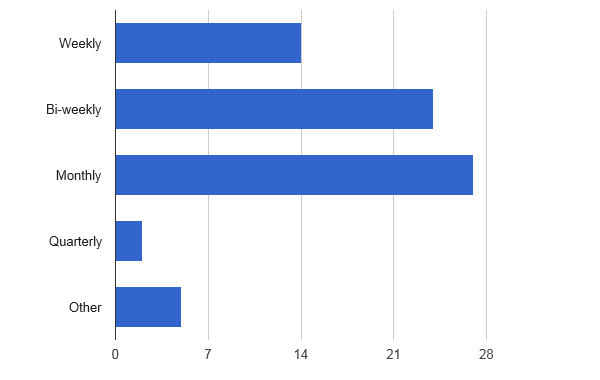 Weekly
Bi-weekly
Monthly
Quarterly
Other
0 7 14 21 28